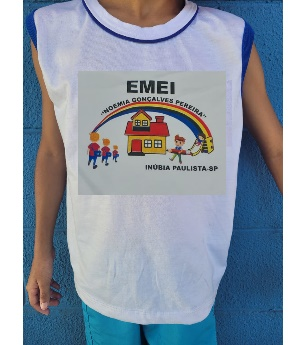 EMEI
"NOEMIA GONÇALVES PEREIRA"
INÚBIA PAULISTA-SP